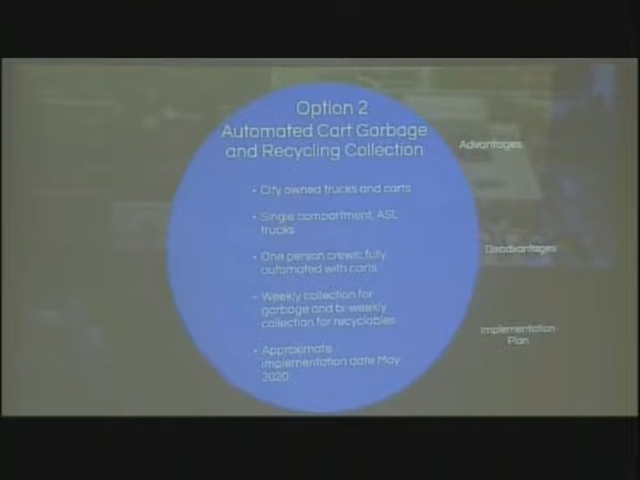 Option 2
Automated Cart Garbage
and Recycling Collection
• City owned trucks and carts
• Single compartment, ASL
trucks
• One person crews; fully
automated with carts
• Weekly collection for
garbage and bi-weekly
collection for recyclables
• Approximate
implementation date May
2020
Advantages
Disadvantages
Implementation
Plan